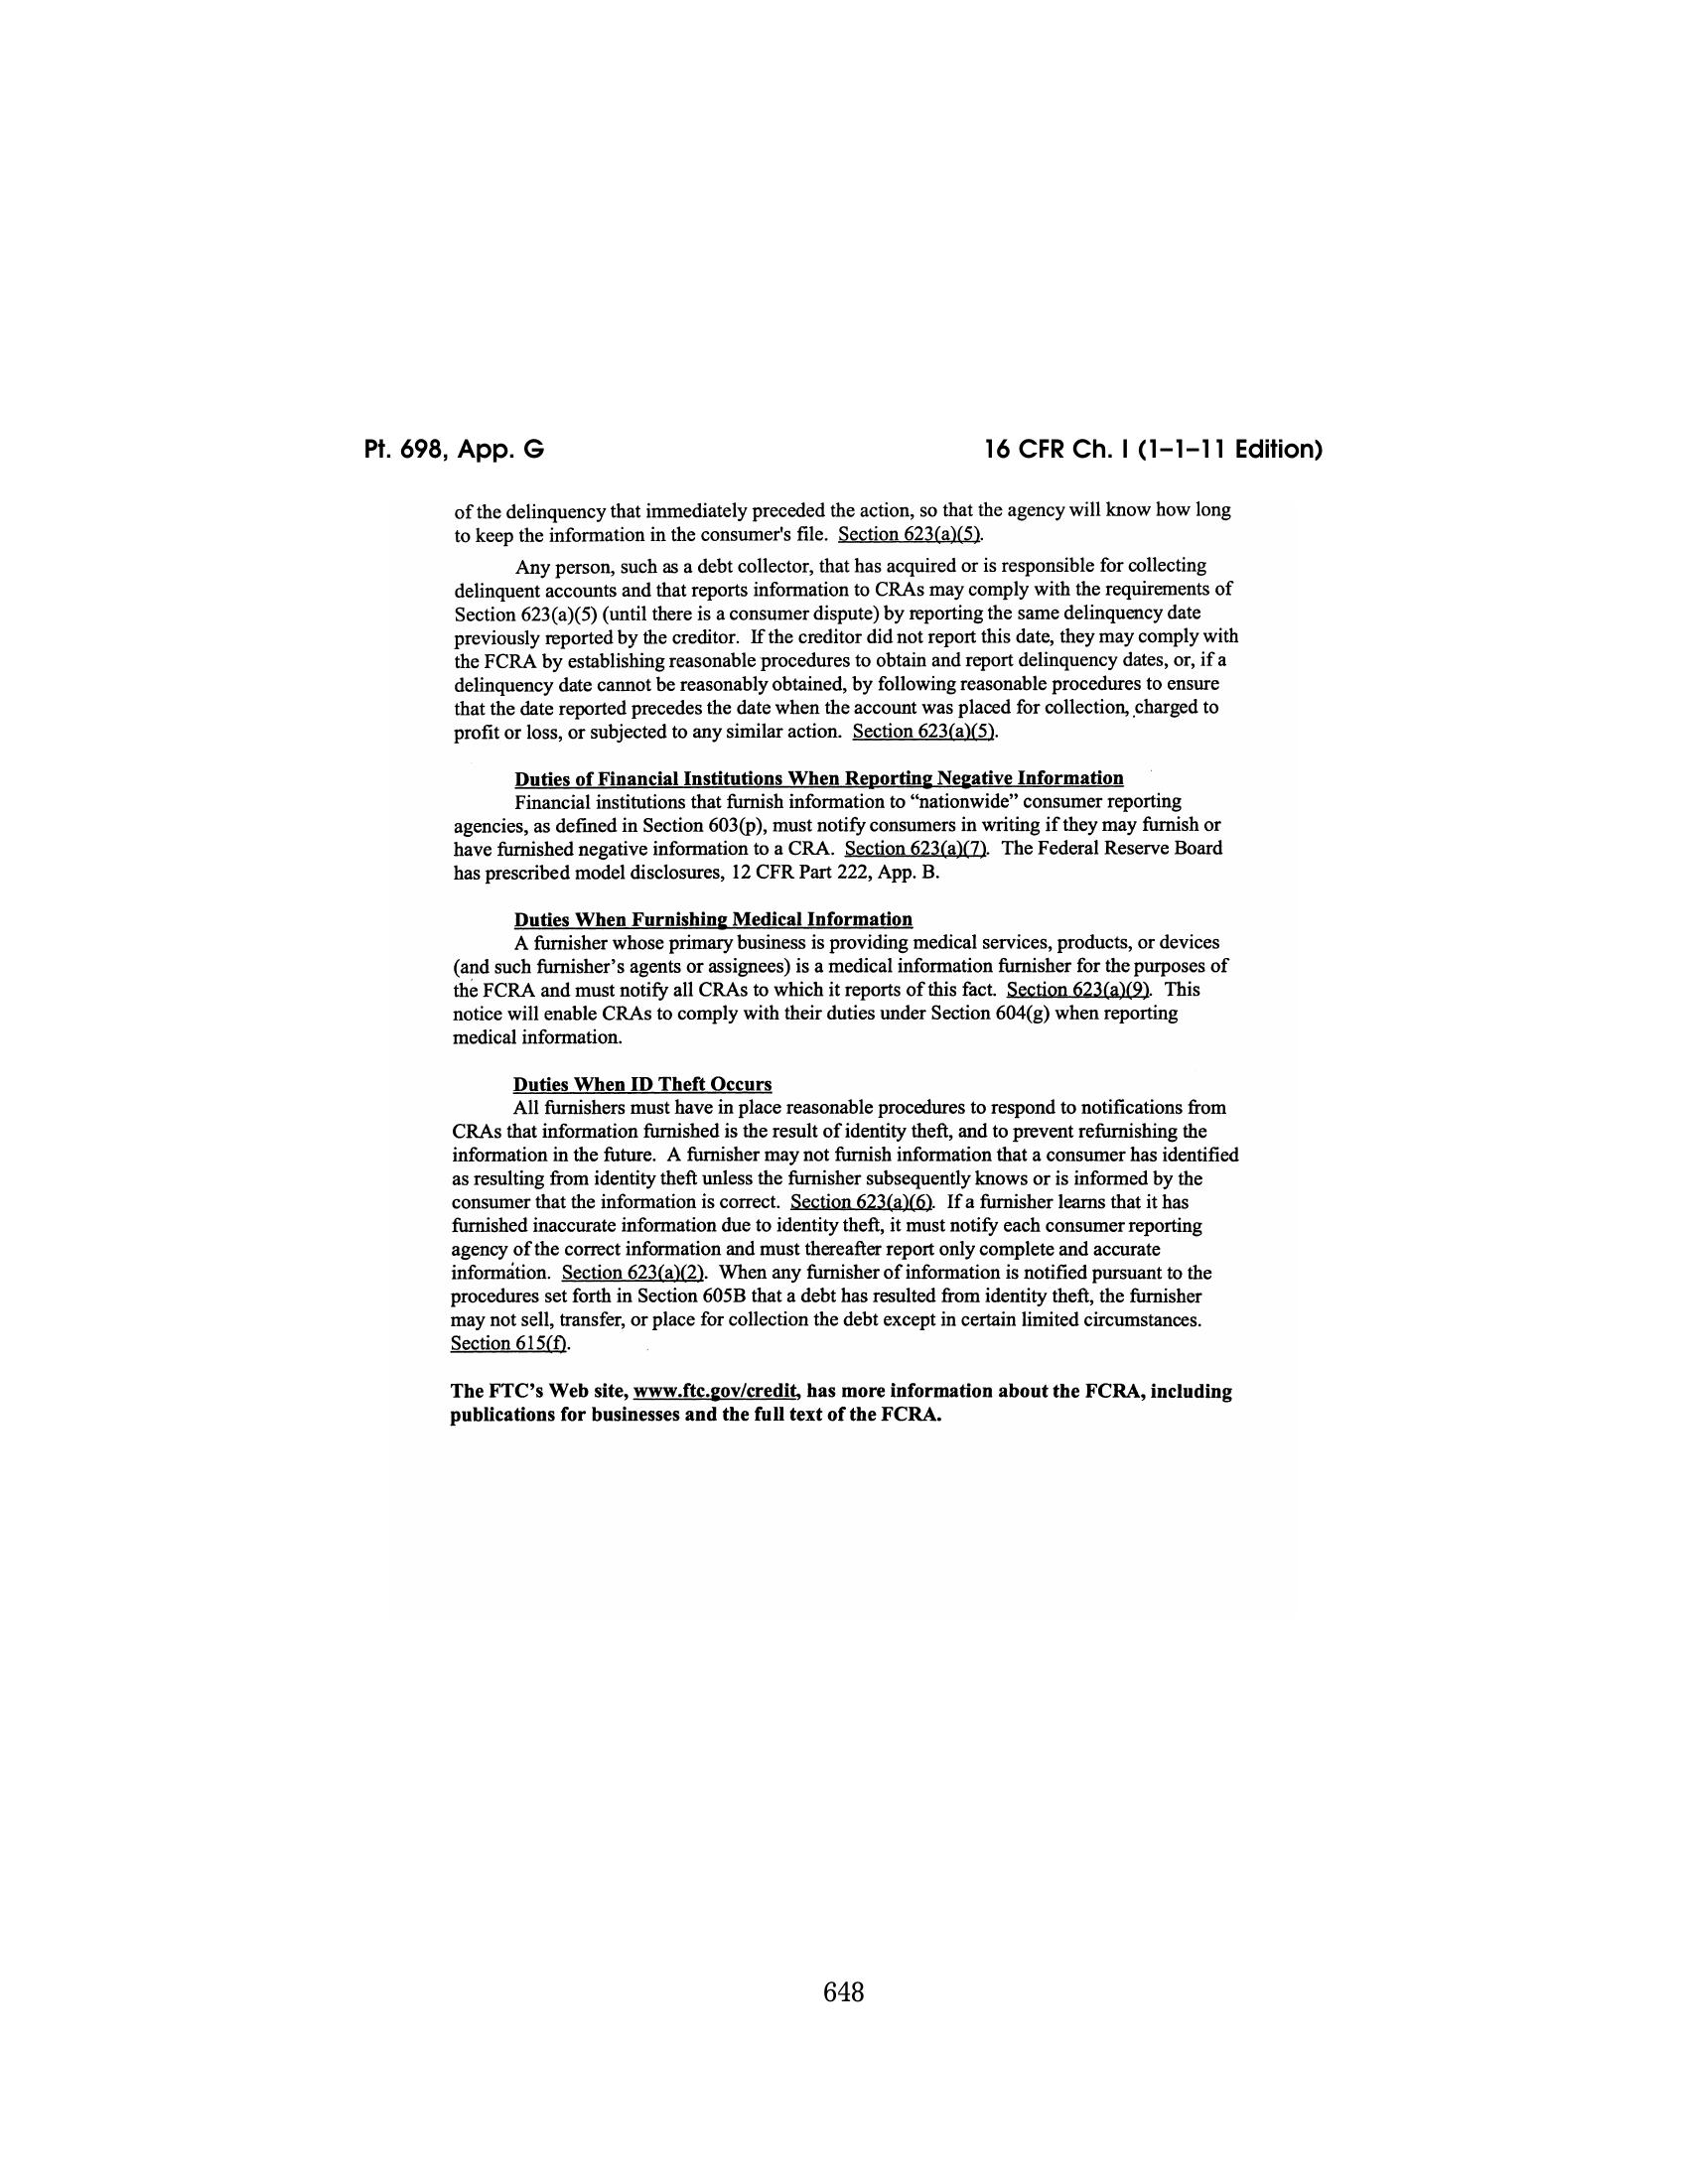 Pt. 698, App. G
16 CFR Ch. I (1–1–11 Edition)
of the delinquency that immediately preceded the action, so that the agency will know how long
to keep the information in the consumer's file. Section 623(a)(5).
Any person, such as a debt collector, that has acquired or is responsible for collecting
delinquent accounts and that reports information to CRAs may comply with the requirements of
Section 623(a)(5) (until there is a consumer dispute) by reporting the same delinquency date
previously reported by the creditor. If the creditor did not report this date, they may comply with
the FCRA by establishing reasonable procedures to obtain and report delinquency dates, or, if a
delinquency date cannot be reasonably obtained, by following reasonable procedures to ensure
that the date reported precedes the date when the account was placed for collection, charged to
profit or loss, or subjected to any similar action. Section 623(a)(5).
Duties of Financial Institutions When Reporting Negative Information
Financial institutions that furnish information to “nationwide” consumer reporting
agencies, as defined in Section 603(p), must notify consumers in writing if they may furnish or
have furnished negative information to a CRA. Section 623(a)(7). The Federal Reserve Board
has prescribed model disclosures, 12 CFR Part 222, App. B.
Duties When Furnishing Medical Information
A furnisher whose primary business is providing medical services, products, or devices
(and such furnisher’s agents or assignees) is a medical information furnisher for the purposes of
the FCRA and must notify all CRAs to which it reports of this fact. Section 623(a)(9). This
notice will enable CRAs to comply with their duties under Section 604(g) when reporting
medical information.
Duties When ID Theft Occurs
All furnishers must have in place reasonable procedures to respond to notifications from
CRAs that information furnished is the result of identity theft, and to prevent refurnishing the
information in the future. A furnisher may not furnish information that a consumer has identified
as resulting from identity theft unless the furnisher subsequently knows or is informed by the
consumer that the information is correct. Section 623(a)(6). If a furnisher learns that it has
furnished inaccurate information due to identity theft, it must notify each consumer reporting
agency of the correct information and must thereafter report only complete and accurate
information. Section 623(a)(2). When any furnisher of information is notified pursuant to the
procedures set forth in Section 605B that a debt has resulted from identity theft, the furnisher
may not sell, transfer, or place for collection the debt except in certain limited circumstances.
Section 615(f).
The FTC’s Web site, www.ftc.gov/credit, has more information about the FCRA, including
publications for businesses and the full text of the FCRA.
648